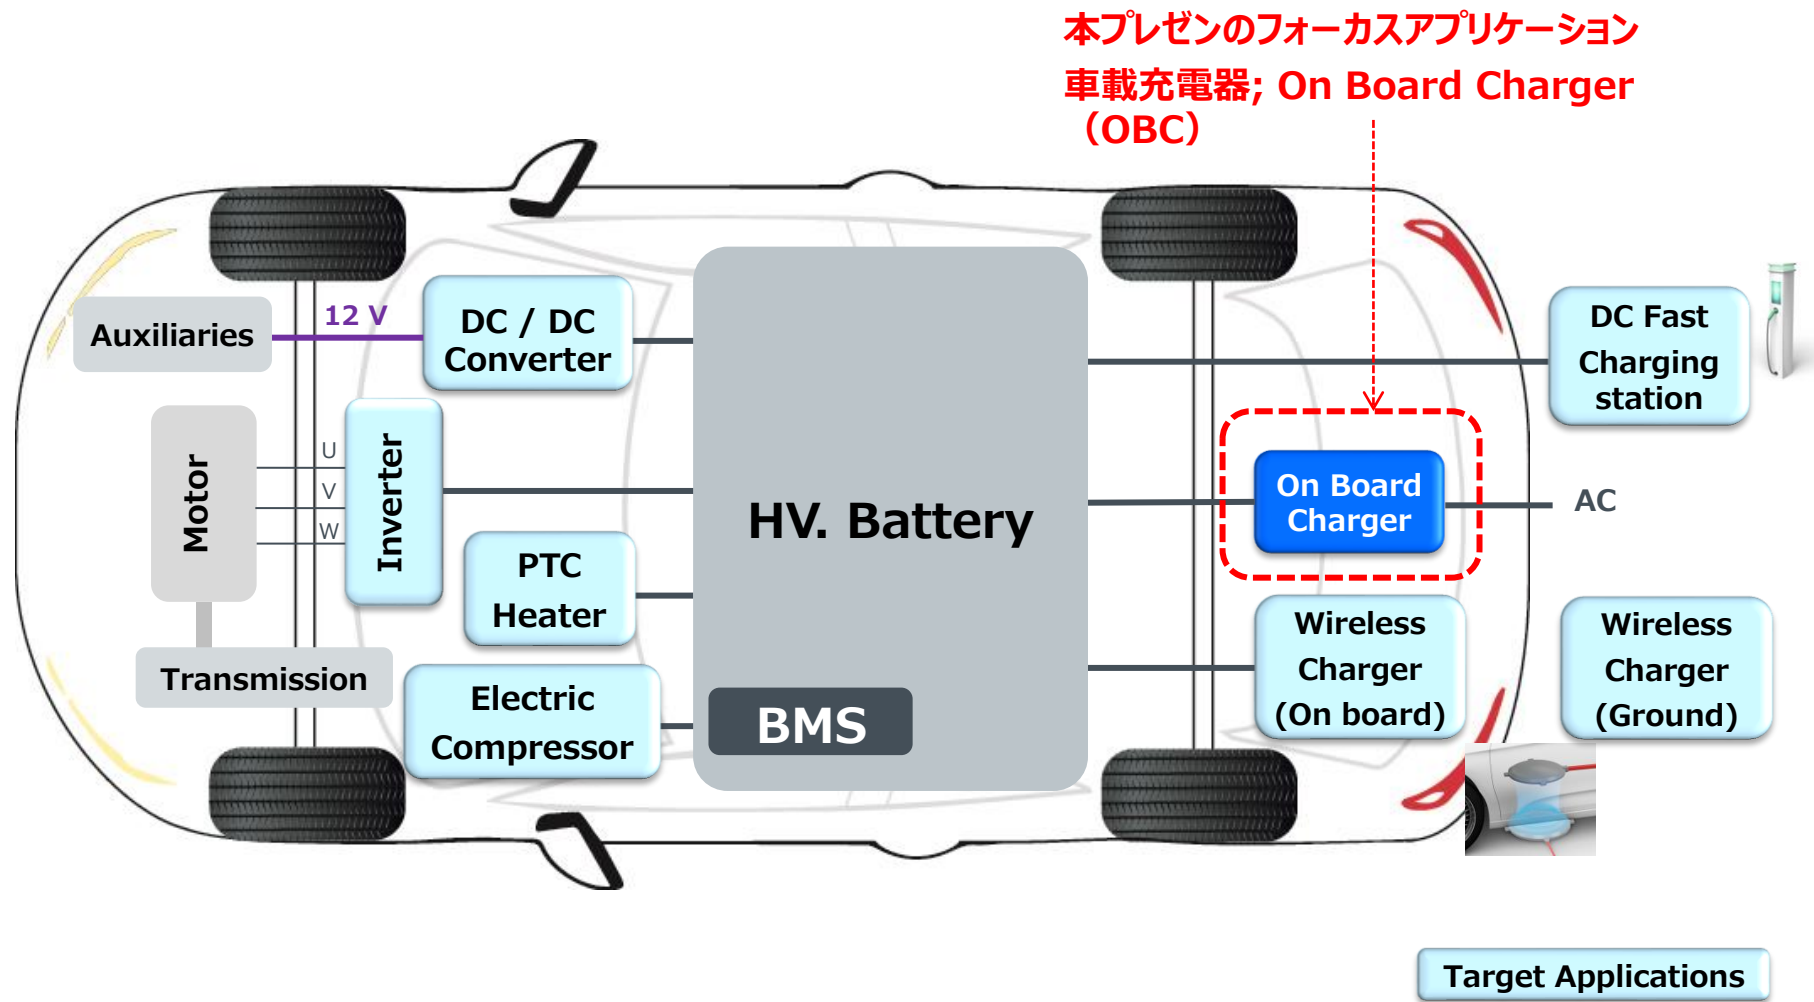 本プレゼンのフォーカスアプリケーション
車載充電器; On Board Charger
（OBC）
Auxiliaries
12 V
DC / DC
Converter
DC Fast
Charging
station
Motor
U
V
W
Inverter
HV. Battery
On Board
Charger
AC
PTC
Heater
Wireless
Charger
(On board)
Wireless
Charger
(Ground)
Transmission
Electric
Compressor
BMS
Target Applications